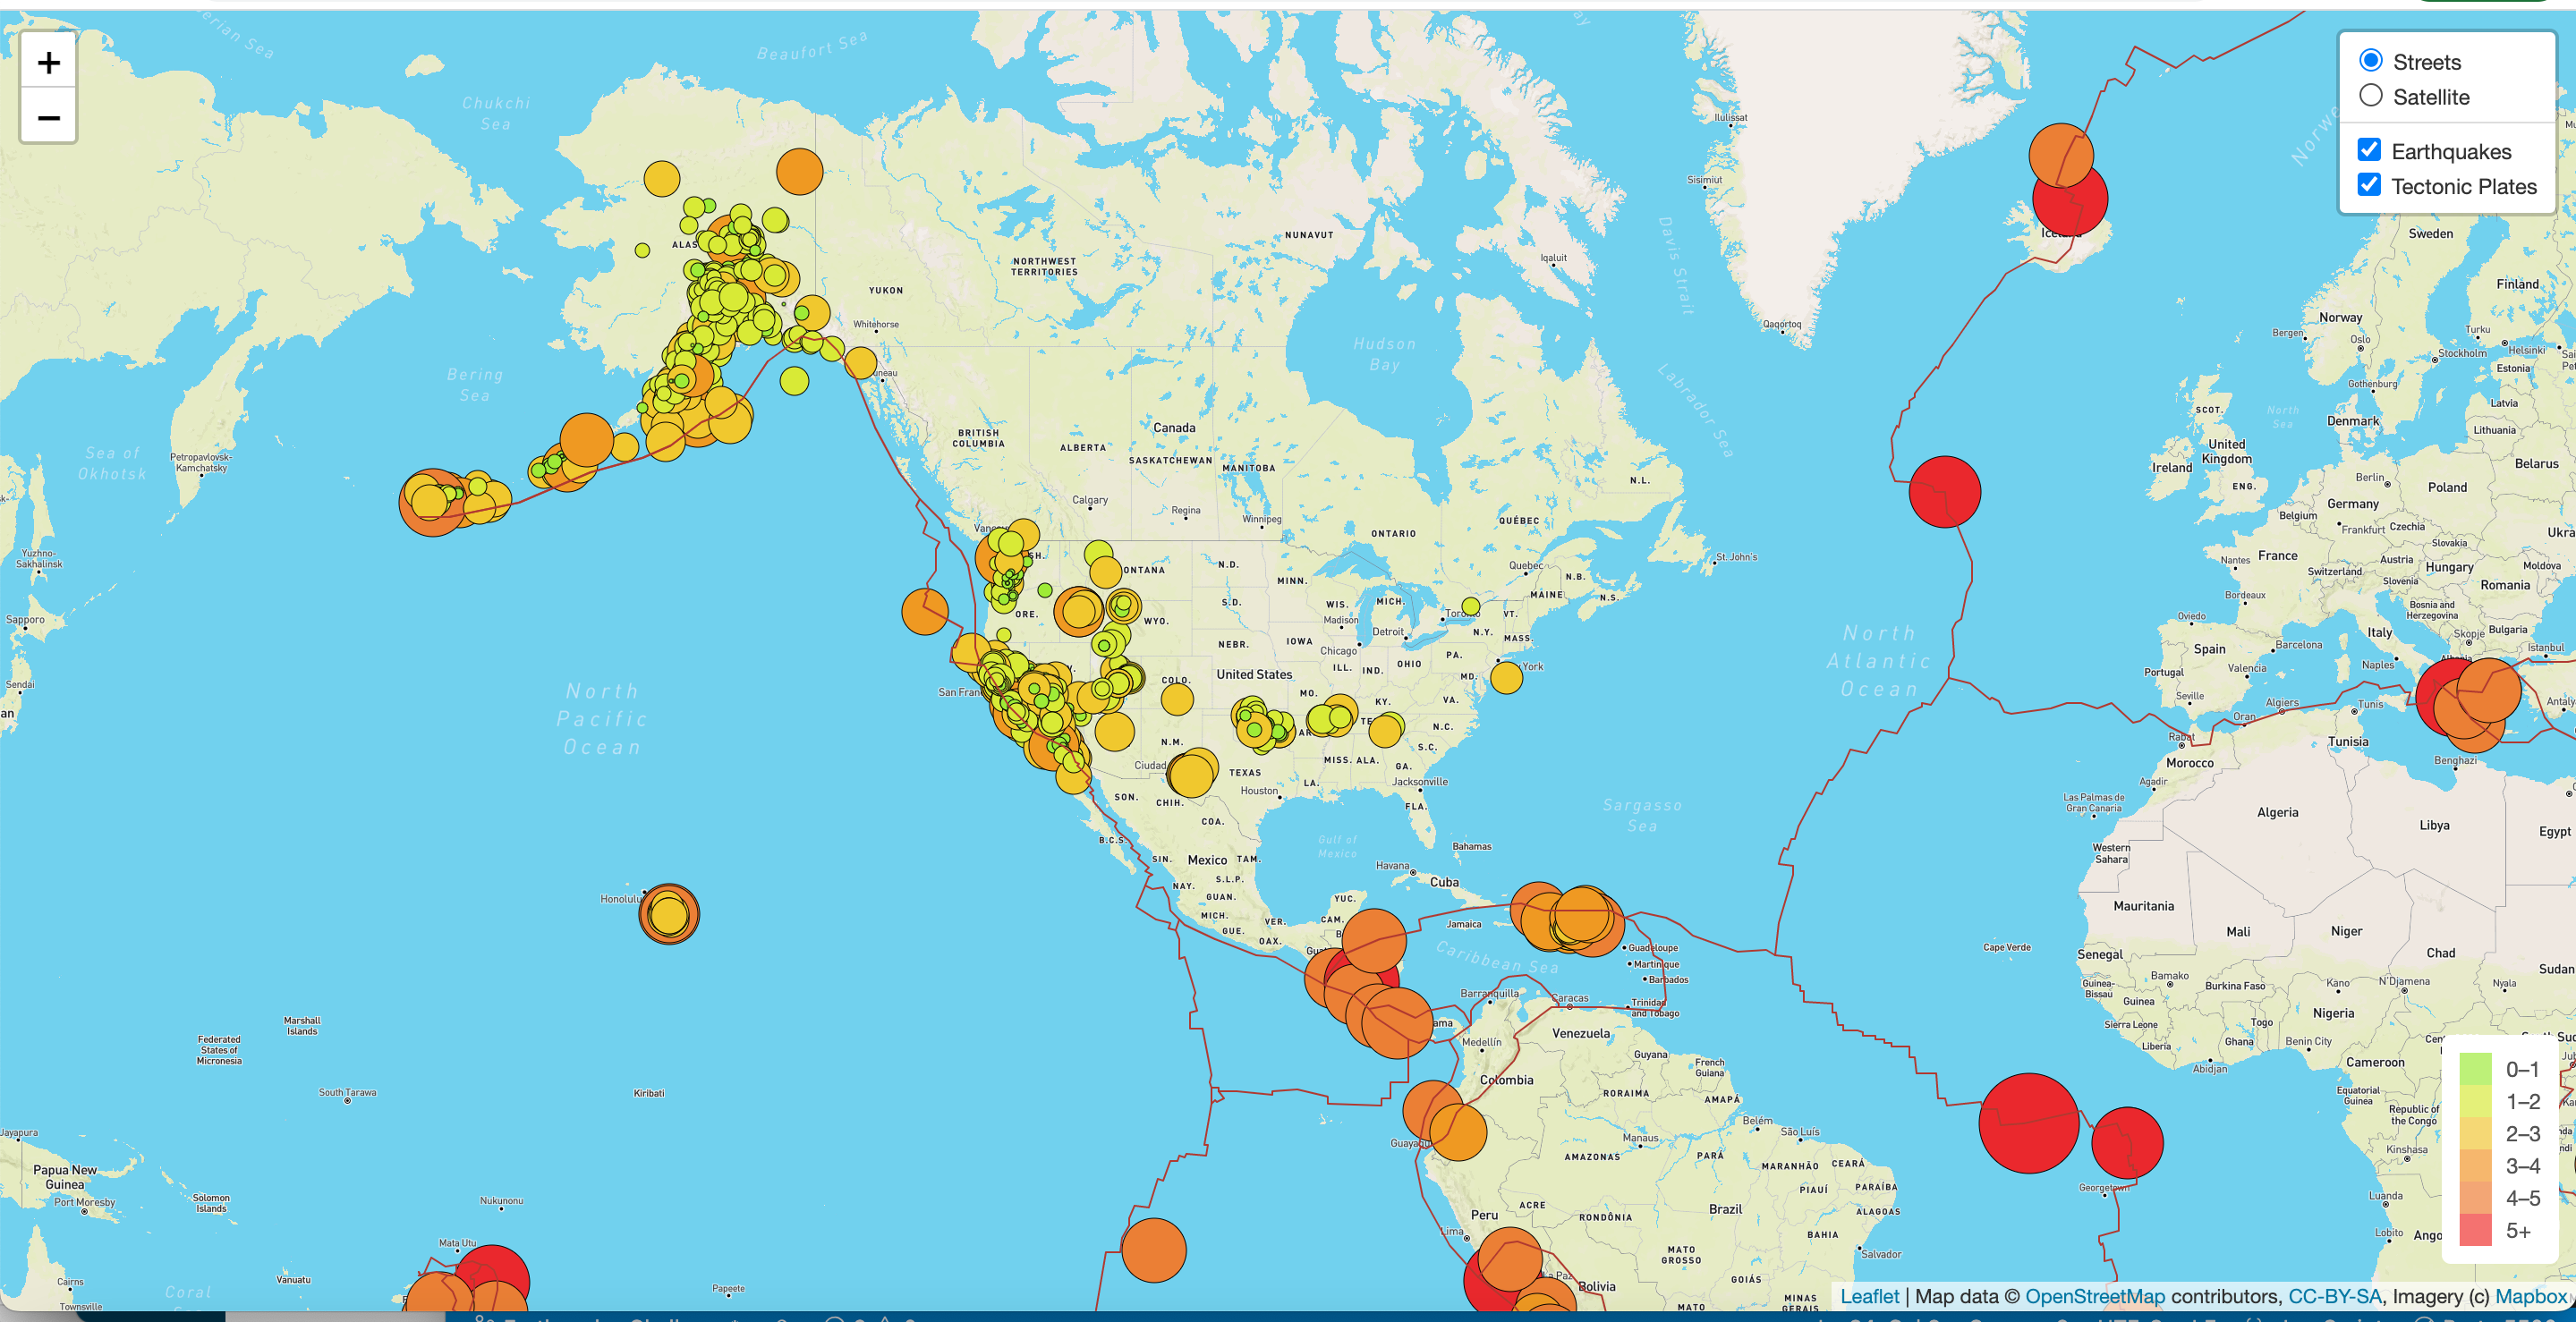 +
−
Streets
Satellite
Earthquakes
Tectonic Plates
Beaufort Sea
Chukchi
Sea
Bering
Sea
Sea of
Okhotsk
Petropavlovsk-
Kamchatsky
Yuzhno-
Sakhalinsk
Sapporo
Sendai
YUKON
Whitehorse
NORTHWEST
TERRITORIES
NUNAVUT
Iqaluit
Ilulissat
Sisimiut
Qaqortoq
Davis Strait
Labrador Sea
Hudson
Bay
BRITISH
COLUMBIA
ALBERTA
Canada
SASKATCHEWAN
MANITOBA
Calgary
Regina
Winnipeg
ONTARIO
QUÉBEC
N.L.
St. John's
Quebec
N.B.
MAINE
N.S.
N.D.
MINN.
S.D.
WIS.
Madison
MICH.
Detroit
VT.
N.Y.
MASS.
ORE.
WYO.
NEBR.
IOWA
Chicago
ILL.
IND.
OHIO
PA.
MD.
York
United States
COLO.
MO.
KY.
VA.
N.C.
S.C.
N.M.
MISS.
ALA.
GA.
TEXAS
Houston
LA.
Jacksonville
FLA.
SON.
CHIH.
COA.
B.C.S.
SIN.
Mexico
TAM.
NAY.
S.L.P.
GUAN.
MICH.
VER.
GUE.
OAX.
YUC.
CAM.
Gulf of
Mexico
Havana
Cuba
Bahamas
Jamaica
Sargasso
Sea
Caribbean Sea
Guadeloupe
Martinique
Barbados
Trinidad
and Tobago
Barranquilla
Caracas
Venezuela
Medellín
Colombia
Guyana
French
Guiana
RORAIMA
AMAPÁ
Belém
São Luís
Manaus
AMAZONAS
PARÁ
MARANHÃO
CEARÁ
PIAUÍ
PARAÍBA
ACRE
RONDÔNIA
Brazil
ALAGOAS
Peru
Lima
MATO
GROSSO
BAHIA
Salvador
GOIÁS
Bolivia
MATO
MINAS
GERAIS
North
Pacific
Ocean
Honolulu
Marshall
Islands
Federated
States of
Micronesia
South Tarawa
Kiribati
Papua New
Guinea
Port Moresby
Solomon
Islands
Nukunonu
Mata Utu
Vanuatu
Cairns
Townsville
Coral
Papeete
North
Atlantic
Ocean
Sweden
Finland
Norway
Bergen
Oslo
Turku
Helsinki
Stockholm
Estonia
Gothenburg
Latvia
SCOT.
North
Sea
Denmark
Lithuania
United
Kingdom
Ireland
ENG.
Berlin
Poland
Belarus
Germany
Belgium
Frankfurt
Czechia
Nantes
France
Slovakia
Austria
Hungary
Moldova
Switzerland
Slovenia
Romania
Bordeaux
Oviedo
Bosnia and
Herzegovina
Italy
Skopje
Bulgaria
Spain
Barcelona
Naples
Istanbul
Portugal
Valencia
Seville
Algiers
Tunis
Oran
Rabat
Tunisia
Morocco
Benghazi
Agadir
Las Palmas de
Gran Canaria
Algeria
Libya
Egypt
Western
Sahara
Mauritania
Mali
Niger
Chad
Sudan
Cape Verde
Senegal
Bamako
Guinea-
Bissau
Burkina Faso
Kano
N'Djamena
Nyala
Guinea
Togo
Nigeria
Sierra Leone
Ghana
Benin City
Liberia
Abidjan
Cameroon
Equatorial
Guinea
Republic of
the Congo
Kinshasa
Georgetown
Luanda
Lobito
0–1
1–2
2–3
3–4
4–5
5+
Leaflet | Map data © OpenStreetMap contributors, CC-BY-SA, Imagery (c) Mapbox